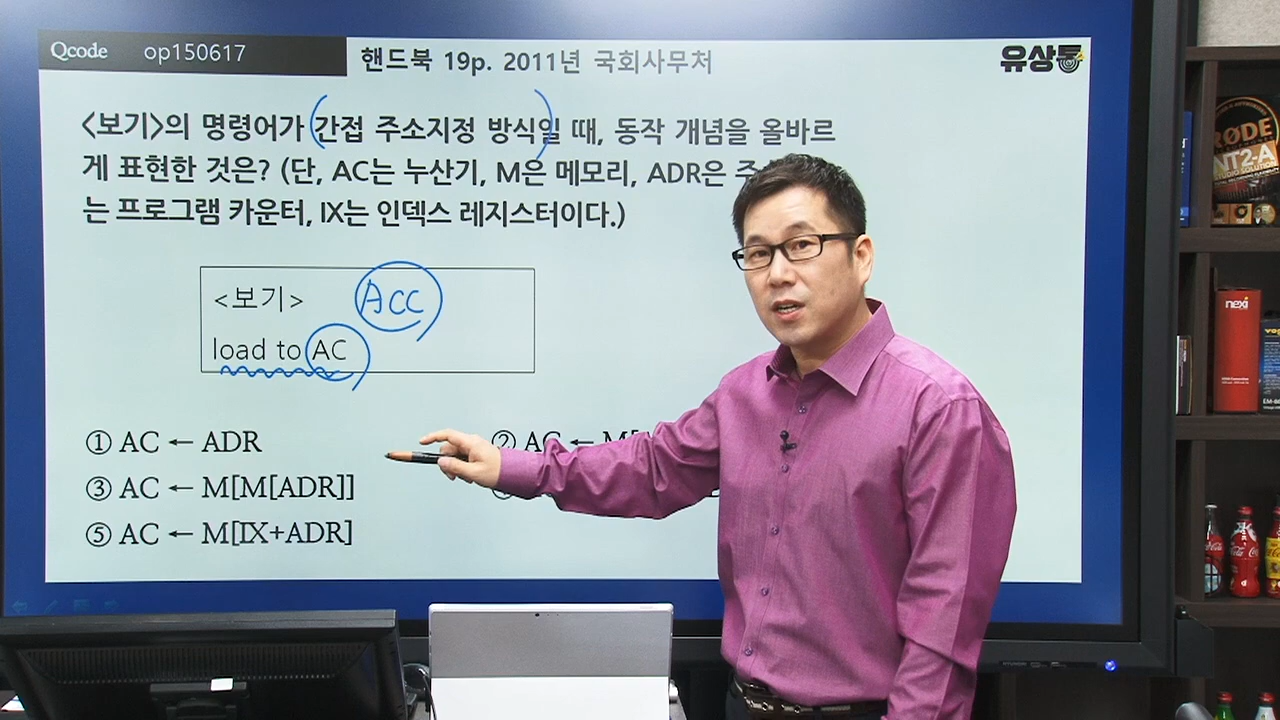 Qcode op150617
핸드북 19p. 2011년 국회사무처
유상통
<보기>의 명령어가 간접 주소지정 방식일 때, 동작 개념을 올바르
게 표현한 것은? (단, AC는 누산기, M은 메모리, ADR은
는 프로그램 카운터, IX는 인덱스 레지스터이다.)
<보기> ACC
load to AC
① AC ← ADR ② AC ←
③ AC ← M[M[ADR]]
⑤ AC ← M[IX+ADR]
RØDE
NT2-A
nexi